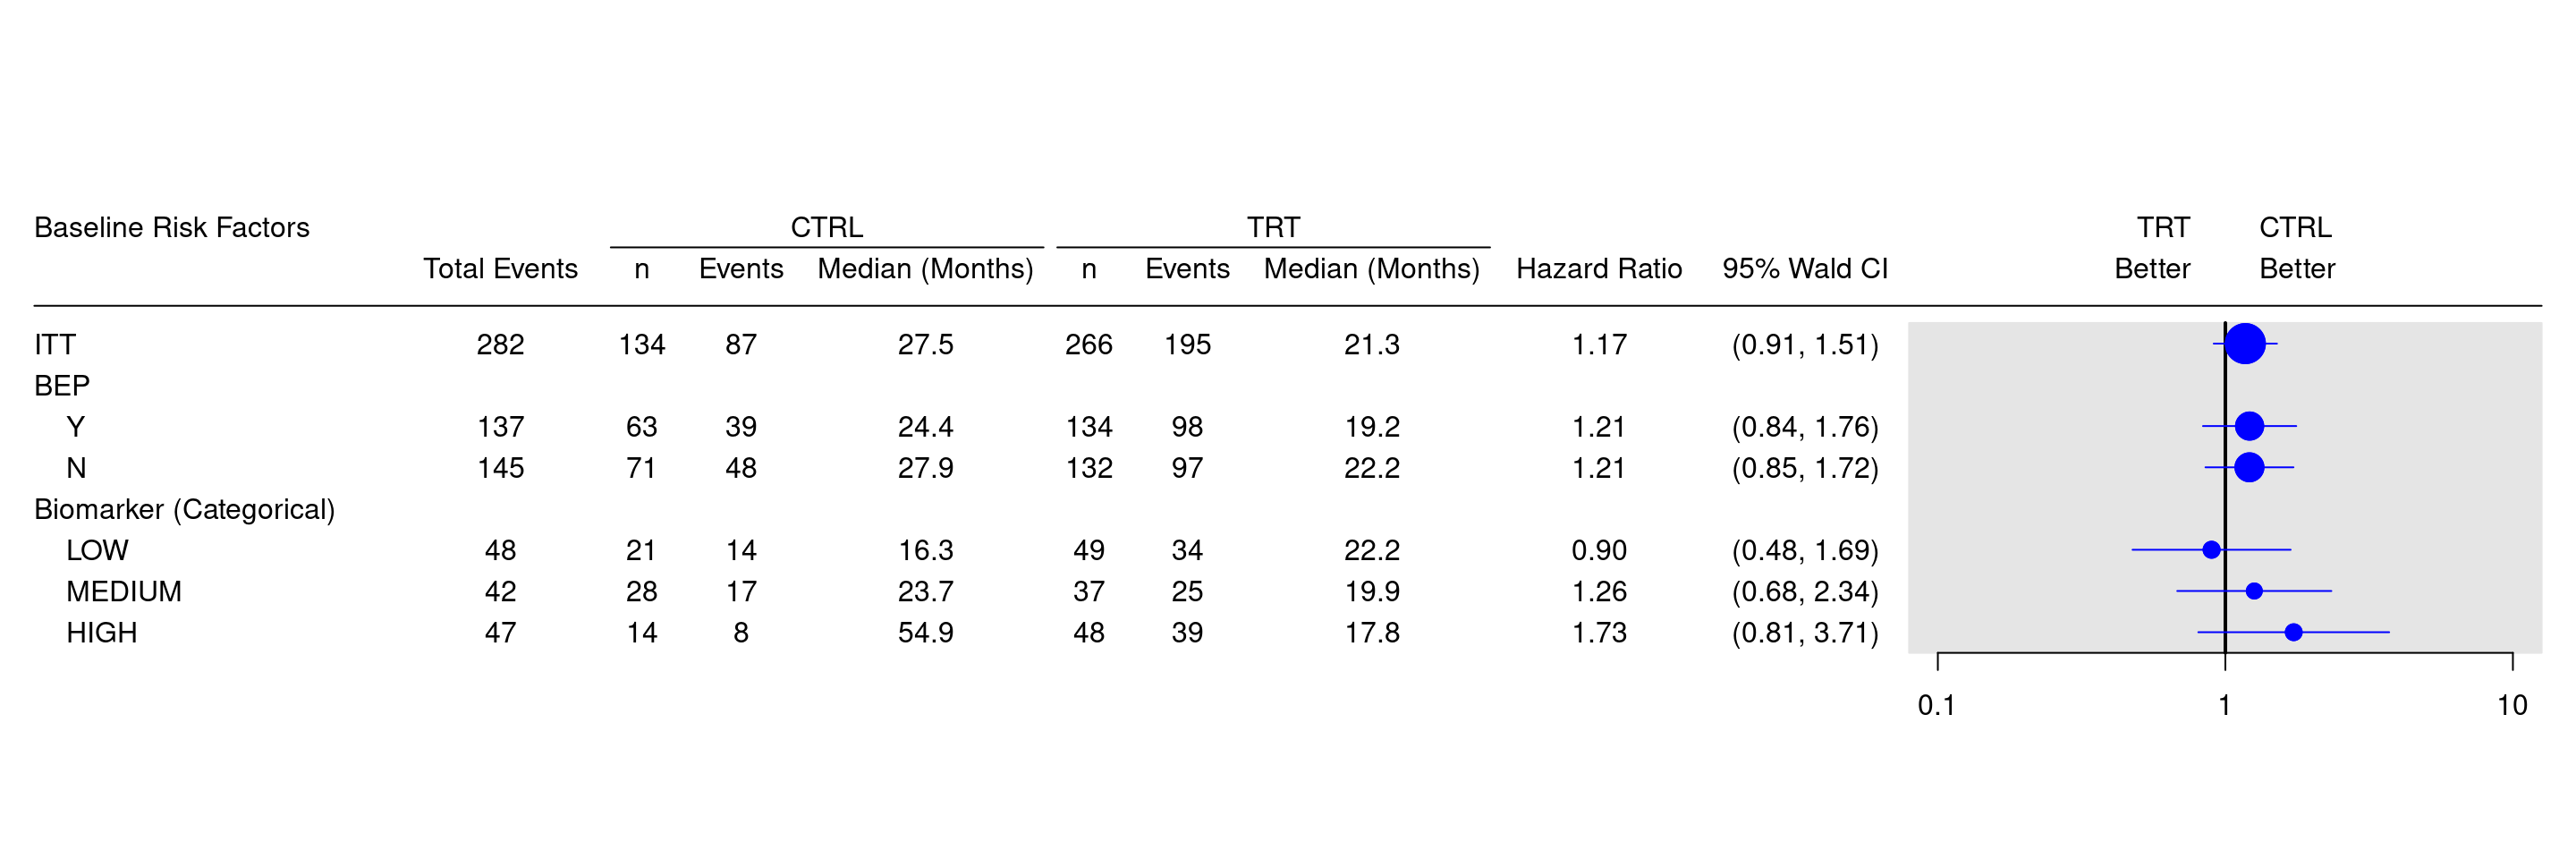 Baseline Risk Factors CTRL TRT TRT CTRL
Total Events n Events Median (Months) n Events Median (Months) Hazard Ratio 95% Wald CI Better Better
ITT 282 134 87 27.5 266 195 21.3 1.17 (0.91, 1.51)
BEP
Y 137 63 39 24.4 134 98 19.2 1.21 (0.84, 1.76)
N 145 71 48 27.9 132 97 22.2 1.21 (0.85, 1.72)
Biomarker (Categorical)
LOW 48 21 14 16.3 49 34 22.2 0.90 (0.48, 1.69)
MEDIUM 42 28 17 23.7 37 25 19.9 1.26 (0.68, 2.34)
HIGH 47 14 8 54.9 48 39 17.8 1.73 (0.81, 3.71)
0.1 1 10